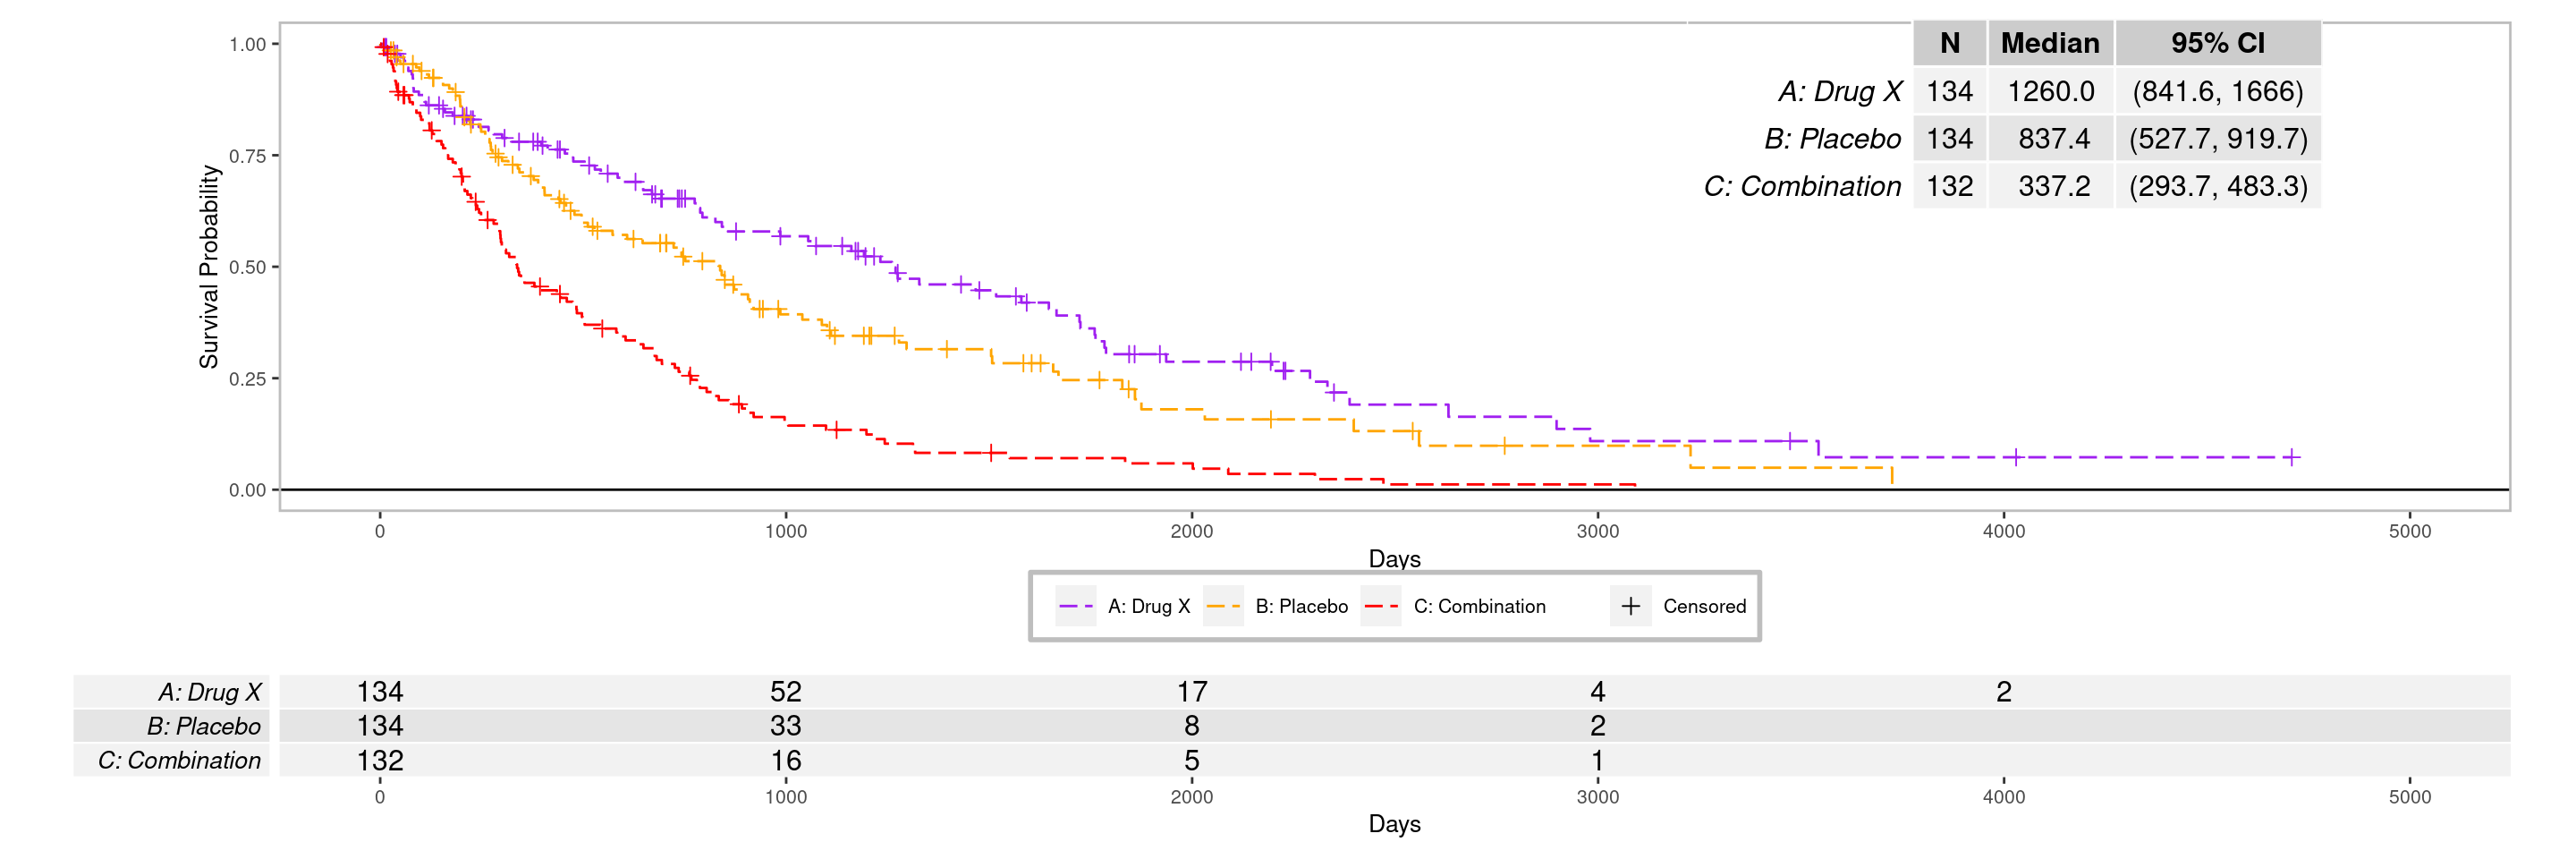 N Median 95% CI
A: Drug X 134 1260.0 (841.6, 1666)
B: Placebo 134 837.4 (527.7, 919.7)
C: Combination 132 337.2 (293.7, 483.3)
Survival Probability
1.00
0.75
0.50
0.25
0.00
0 1000 2000 3000 4000 5000
Days
A: Drug X B: Placebo C: Combination Censored
A: Drug X 134 52 17 4 2
B: Placebo 134 33 8 2
C: Combination 132 16 5 1
0 1000 2000 3000 4000 5000
Days